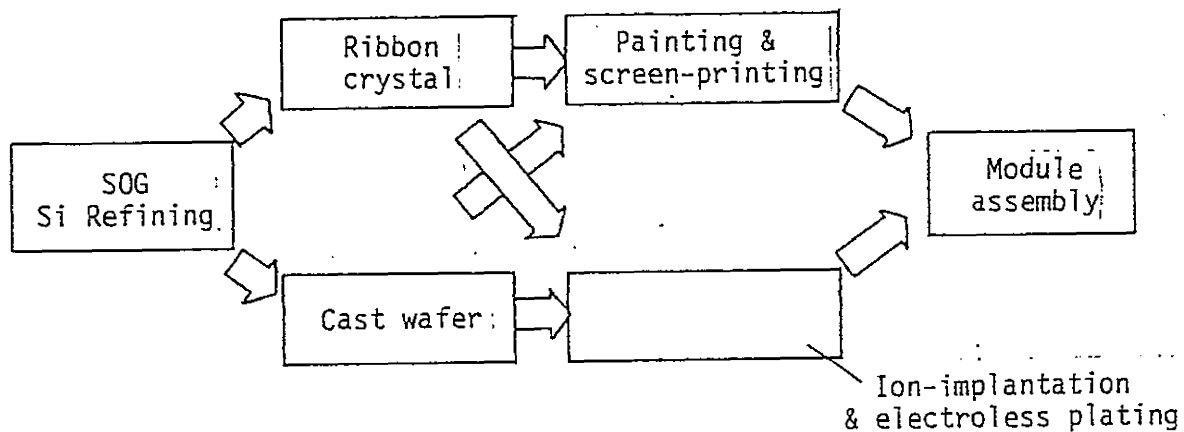 Ribbon
crystal
Painting &
screen-printing
SOG
Si Refining
Module
assembly
Cast wafer
Ion-implantation
& electroless plating